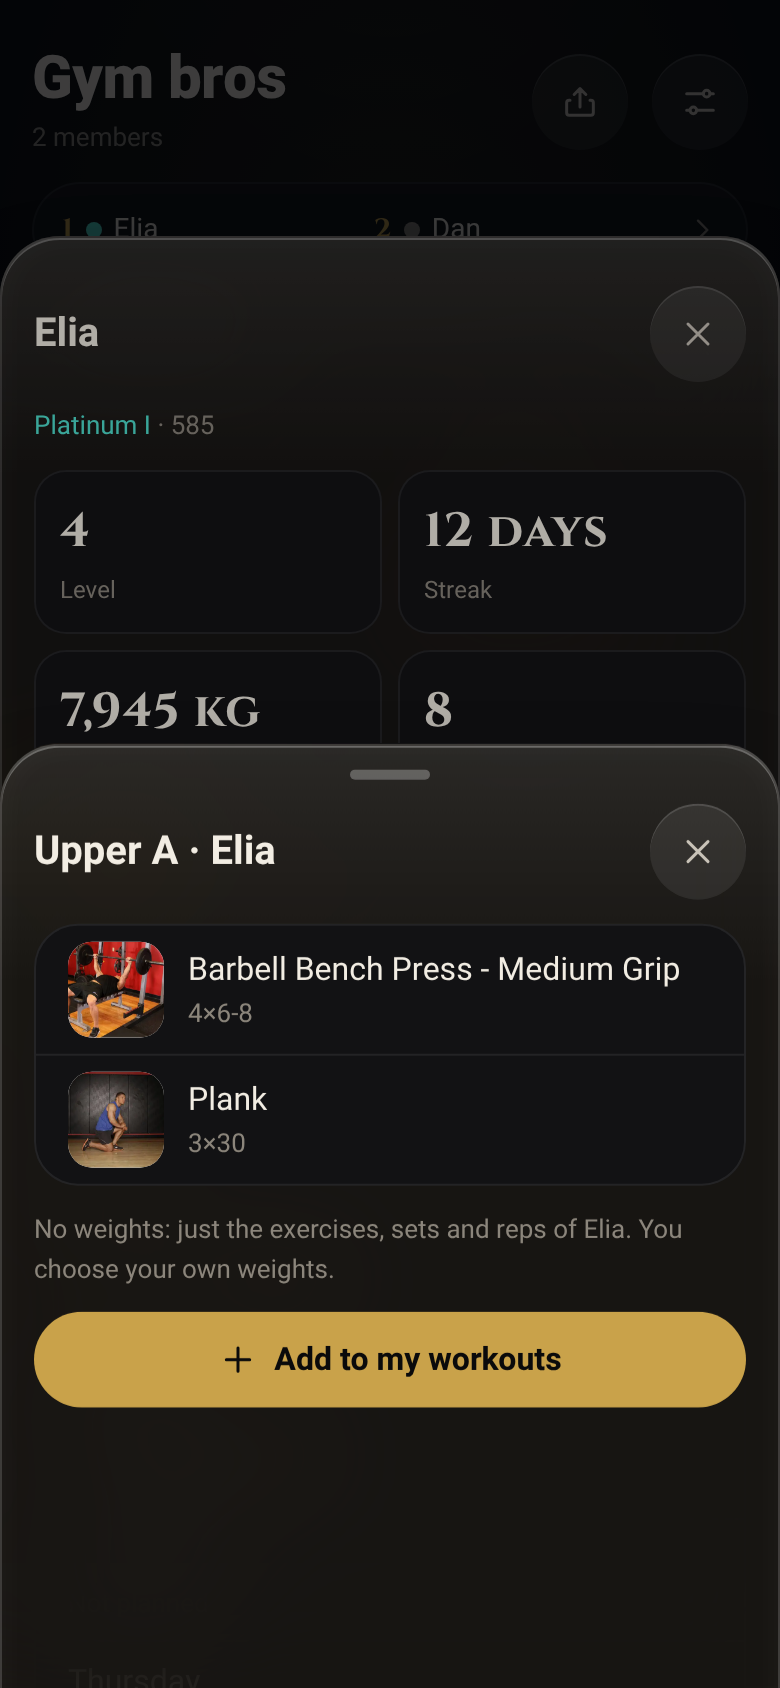 Gym bros
2 members
1 Elia 2 Dan
Elia
Platinum I · 585
4
Level
12 DAYS
Streak
7,945 KG
8
Upper A · Elia
Barbell Bench Press - Medium Grip
4×6-8
Plank
3×30
No weights: just the exercises, sets and reps of Elia. You
choose your own weights.
Add to my workouts
Thursday